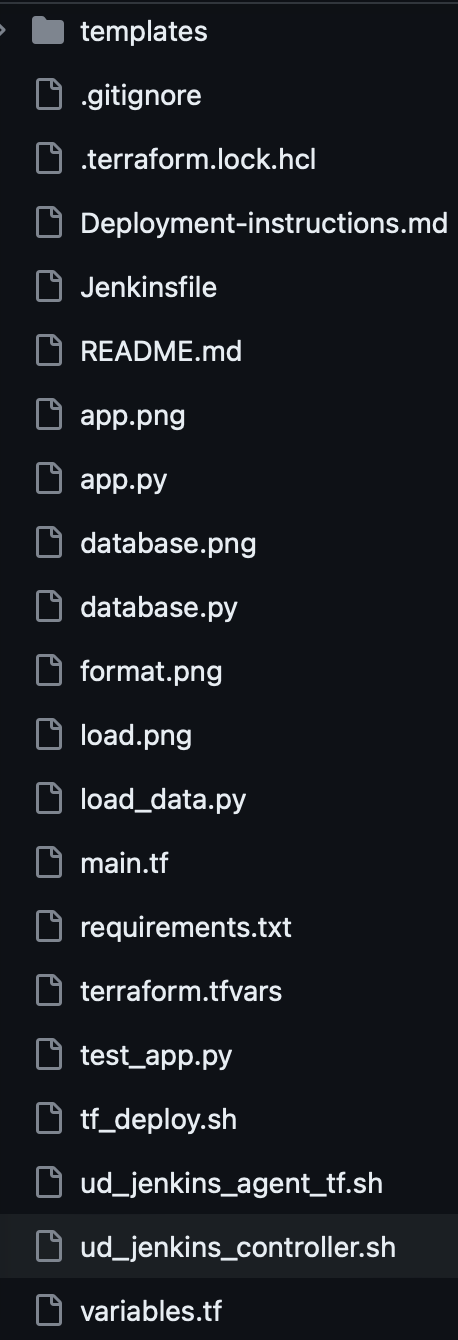 templates
.gitignore
.terraform.lock.hcl
Deployment-instructions.md
Jenkinsfile
README.md
app.png
app.py
database.png
database.py
format.png
load.png
load_data.py
main.tf
requirements.txt
terraform.tfvars
test_app.py
tf_deploy.sh
ud_jenkins_agent_tf.sh
ud_jenkins_controller.sh
variables.tf